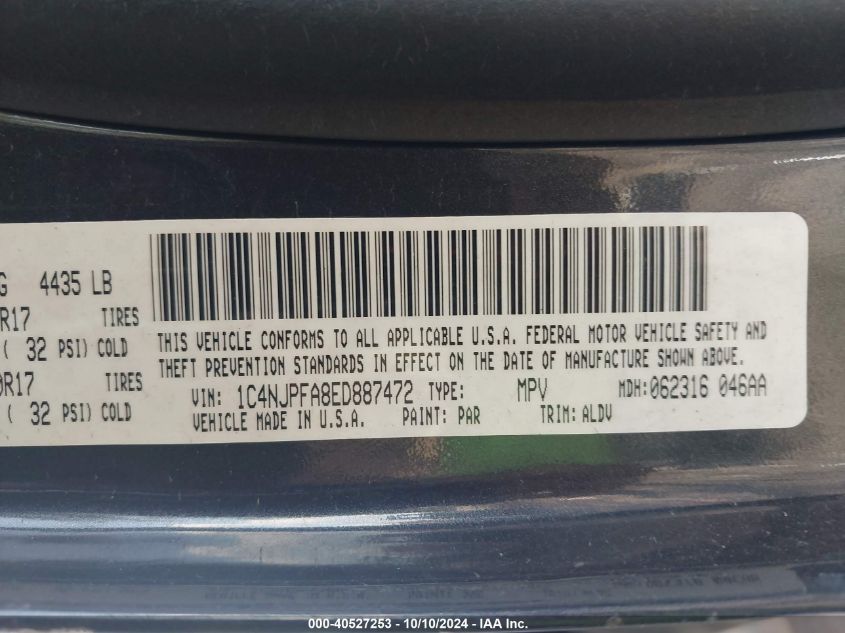 G 4435 LB
R17 TIRES
( 32 PSI) COLD
0R17 TIRES
( 32 PSI) COLD
THIS VEHICLE CONFORMS TO ALL APPLICABLE U.S.A. FEDERAL MOTOR VEHICLE SAFETY AND
THEFT PREVENTION STANDARDS IN EFFECT ON THE DATE OF MANUFACTURE SHOWN ABOVE.
VIN: 1C4NJPFA8ED887472 TYPE: MPV MDH:062316 046AA
VEHICLE MADE IN U.S.A. PAINT: PAR TRIM: ALDV
000-40527253 - 10/10/2024 - IAA Inc.